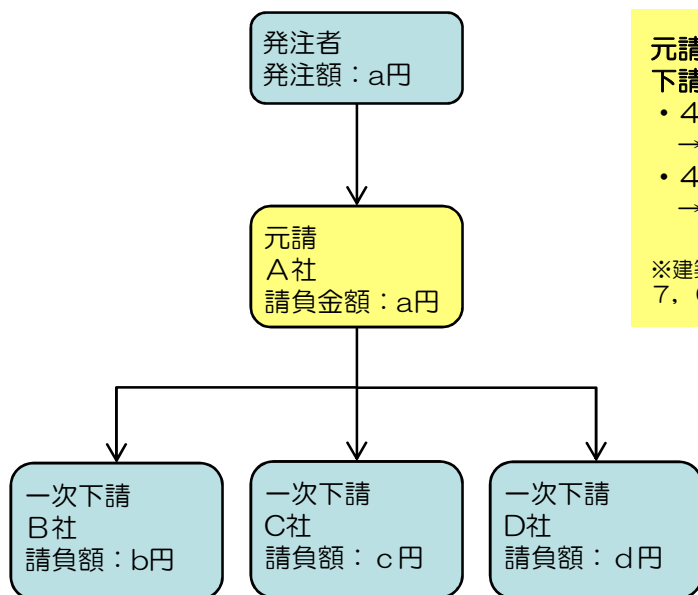 発注者
発注額：a円
元請
下請
・４
→
・４
→
※建築
７，
元請
Ａ社
請負金額：a円
一次下請
Ｂ社
請負額：b円
一次下請
C社
請負額：ｃ円
一次下請
D社
請負額：ｄ円